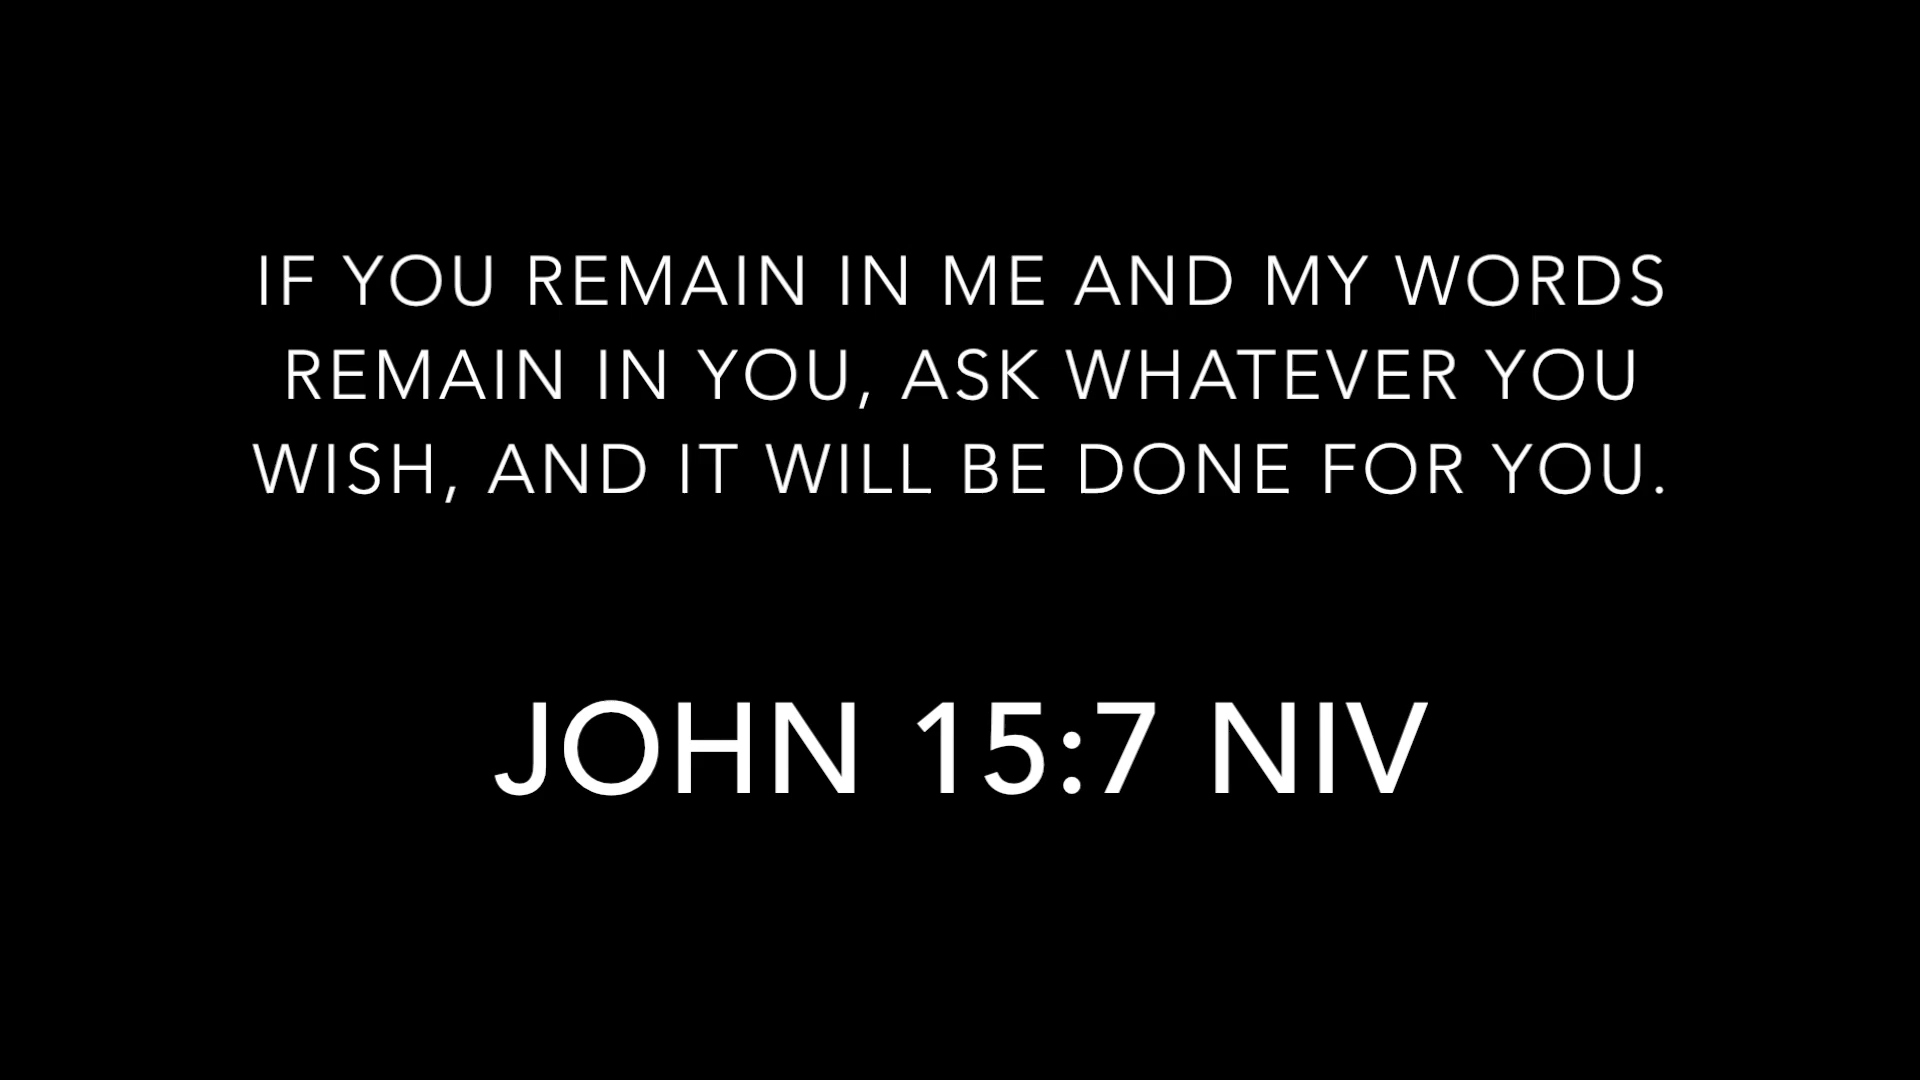 IF YOU REMAIN IN ME AND MY WORDS
REMAIN IN YOU, ASK WHATEVER YOU
WISH, AND IT WILL BE DONE FOR YOU.
JOHN 15:7 NIV